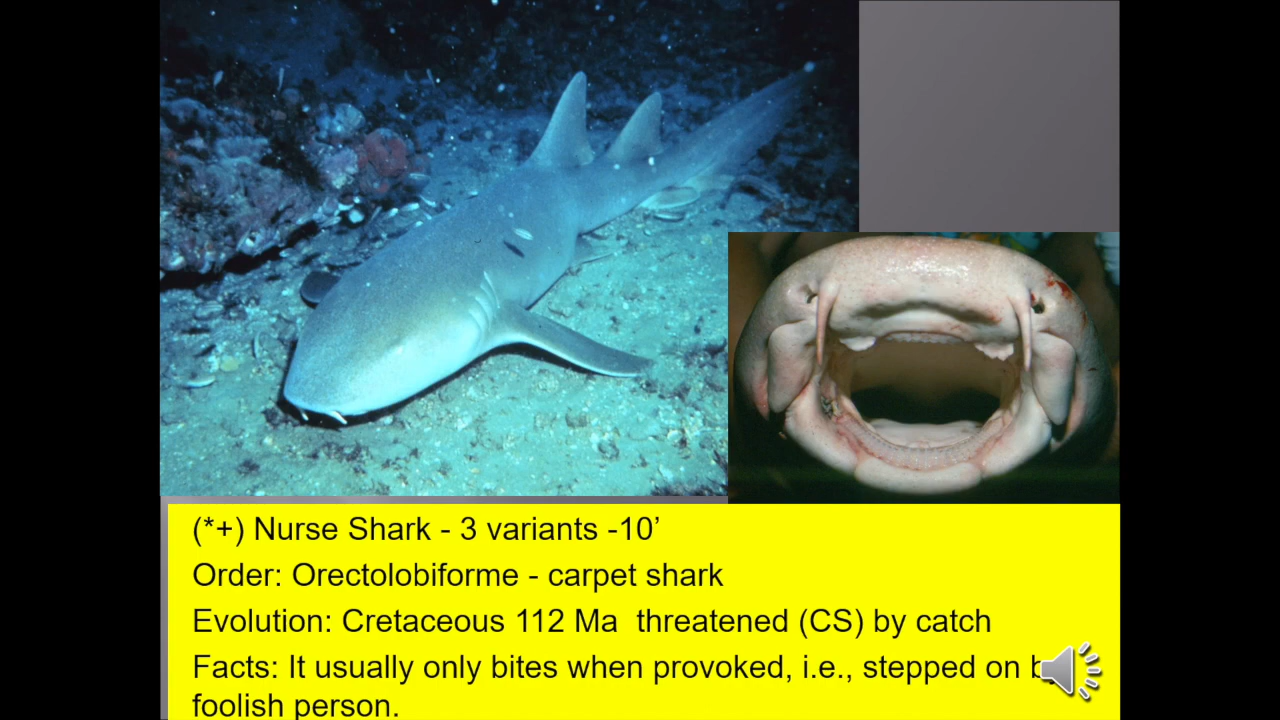 (*+) Nurse Shark - 3 variants -10’
Order: Orectolobiforme - carpet shark
Evolution: Cretaceous 112 Ma  threatened (CS) by catch
Facts: It usually only bites when provoked, i.e., stepped on
foolish person.